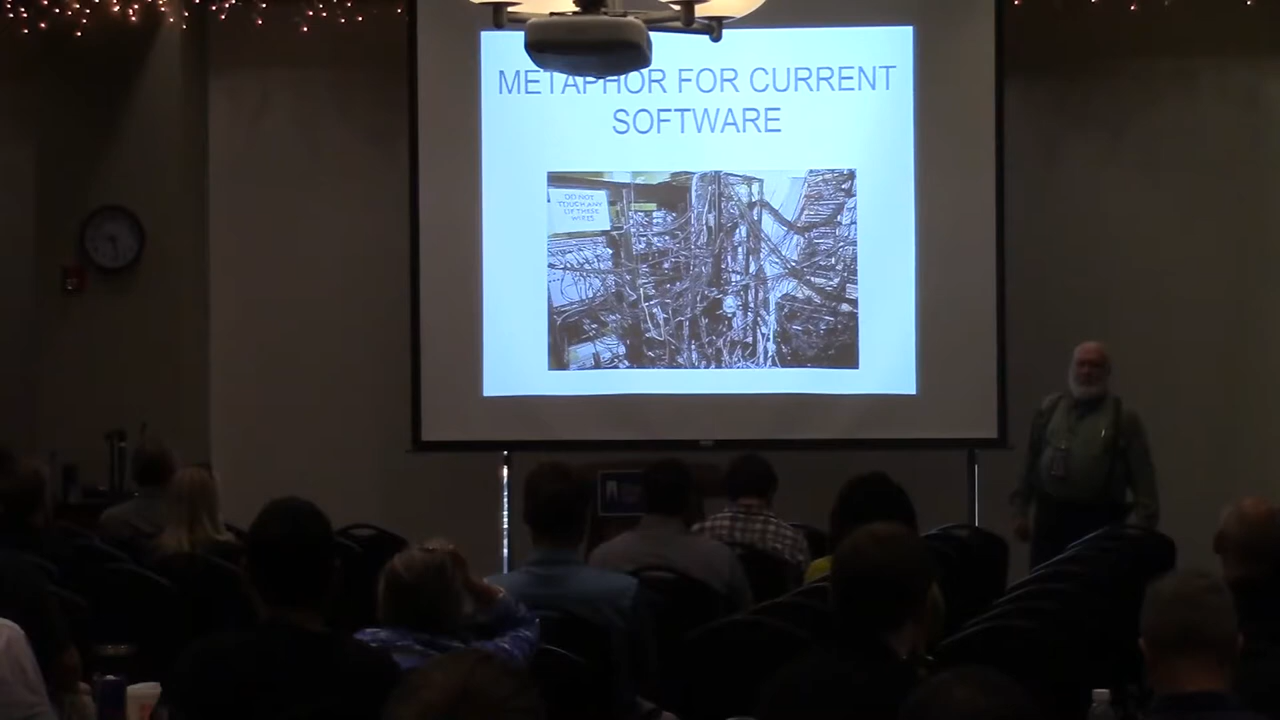 METAPHOR FOR CURRENT
SOFTWARE
DO NOT
TOUCH ANY
OF THESE
WIRES